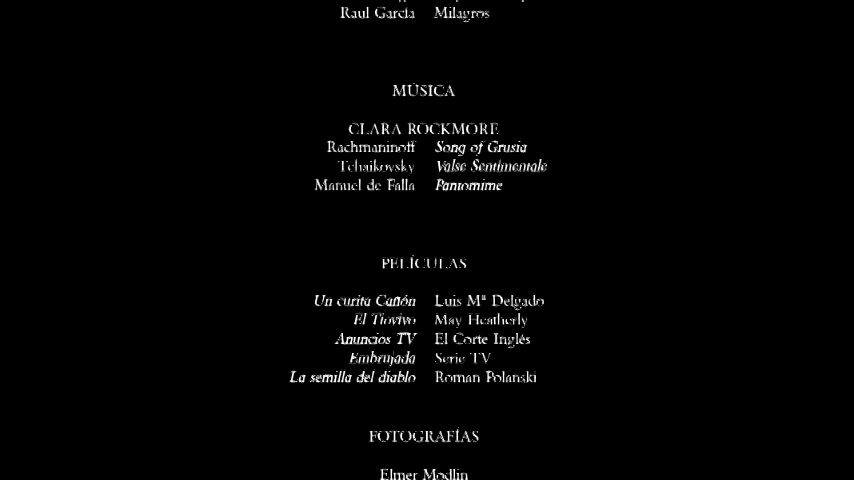 Raul García Milagros
MÚSICA
CLARA ROCKMORE
Rachmaninoff Song of Grusia
Tchaikovsky Valse Sentimentale
Manuel de Falla Pantomime
PELÍCULAS
Un curita Cañón Luis Mª Delgado
El Tiovivo May Heatherly
Anuncios TV El Corte Inglés
Embrujada Serie TV
La semilla del diablo Roman Polanski
FOTOGRAFÍAS
Elmer Modlin